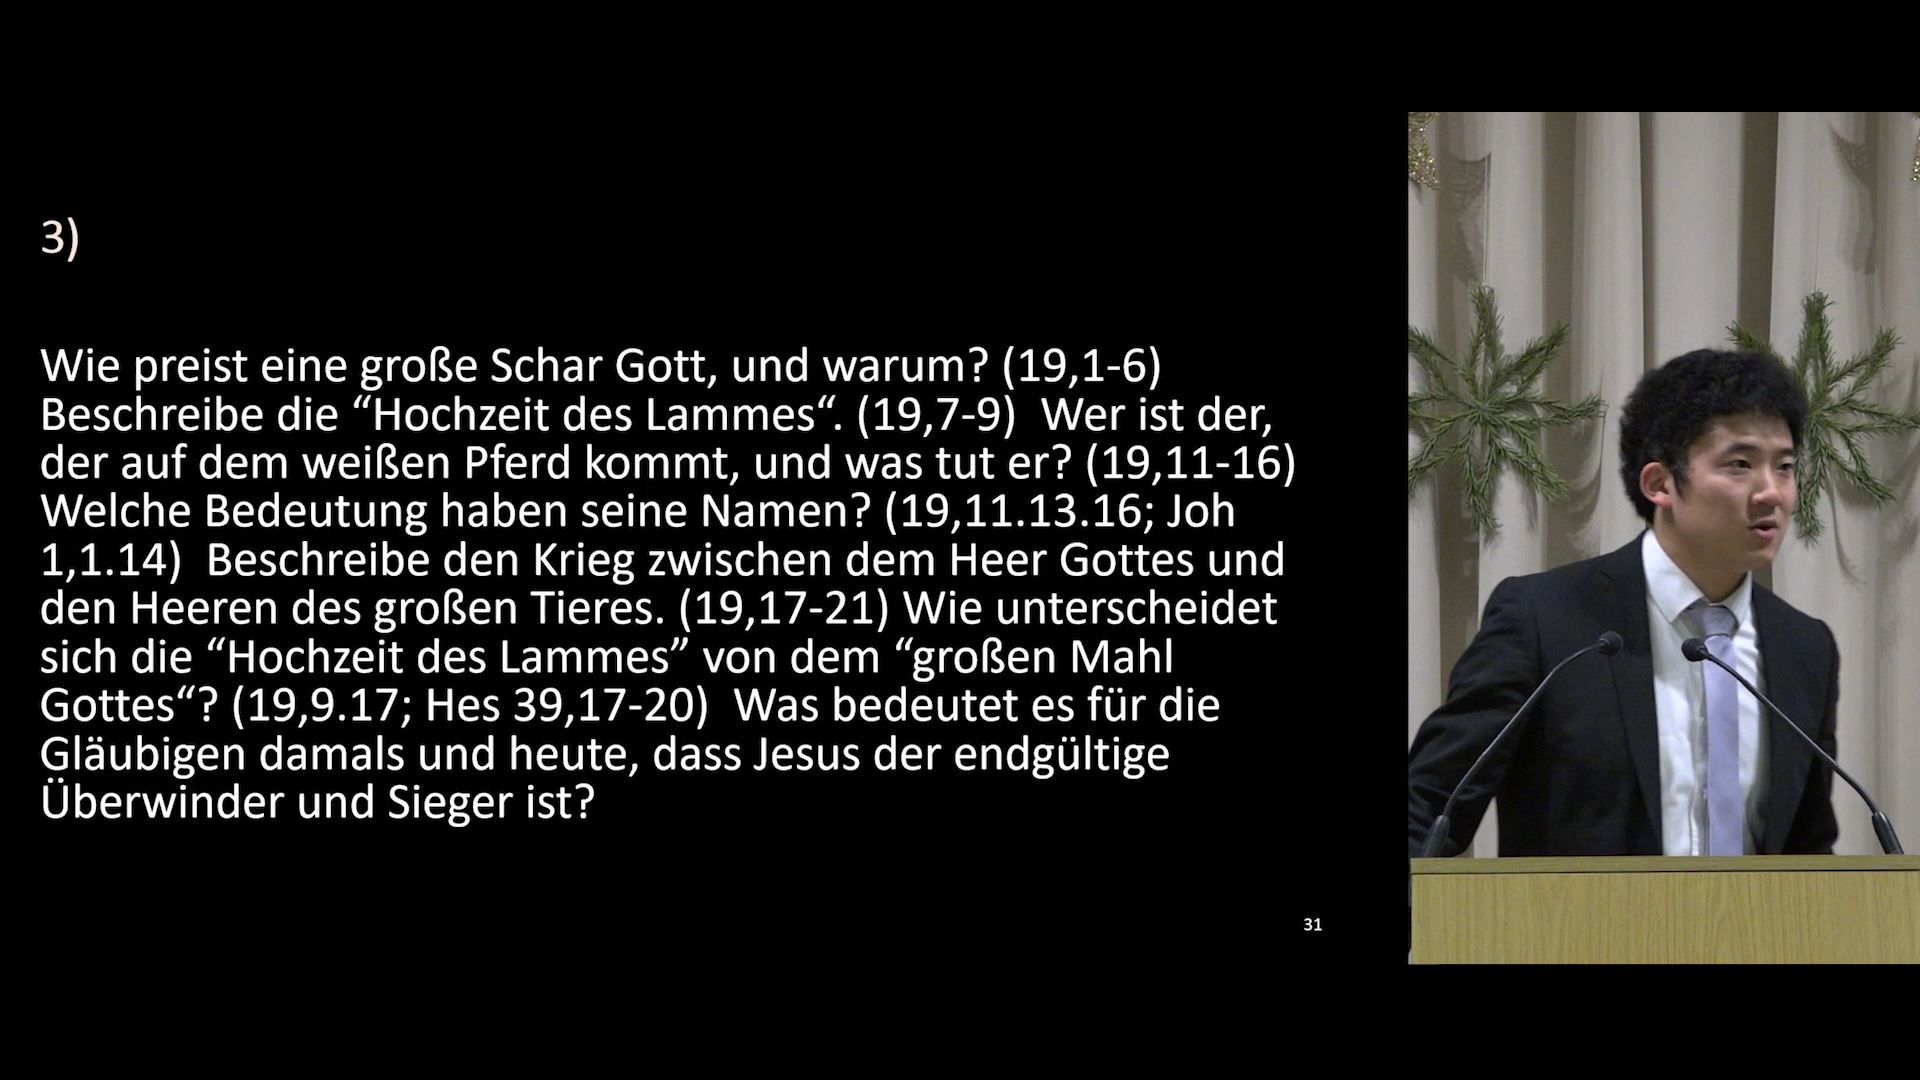 3)
Wie preist eine große Schar Gott, und warum? (19,1-6)
Beschreibe die “Hochzeit des Lammes“. (19,7-9)  Wer ist der,
der auf dem weißen Pferd kommt, und was tut er? (19,11-16)
Welche Bedeutung haben seine Namen? (19,11.13.16; Joh
1,1.14)  Beschreibe den Krieg zwischen dem Heer Gottes und
den Heeren des großen Tieres. (19,17-21) Wie unterscheidet
sich die “Hochzeit des Lammes” von dem “großen Mahl
Gottes“? (19,9.17; Hes 39,17-20)  Was bedeutet es für die
Gläubigen damals und heute, dass Jesus der endgültige
Überwinder und Sieger ist?
31